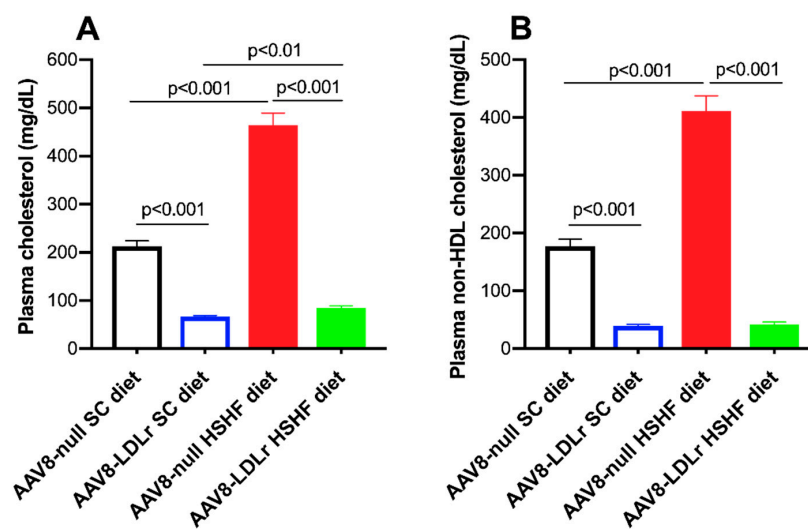 A
Plasma cholesterol (mg/dL)
600
500
400
300
200
100
0
p<0.01
p<0.001
p<0.001
p<0.001
AAV8-null SC diet
AAV8-LDLr SC diet
AAV8-null HSHF diet
AAV8-LDLr HSHF diet
B
Plasma non-HDL cholesterol (mg/dL)
500
400
300
200
100
0
p<0.001
p<0.001
p<0.001
AAV8-null SC diet
AAV8-LDLr SC diet
AAV8-null HSHF diet
AAV8-LDLr HSHF diet